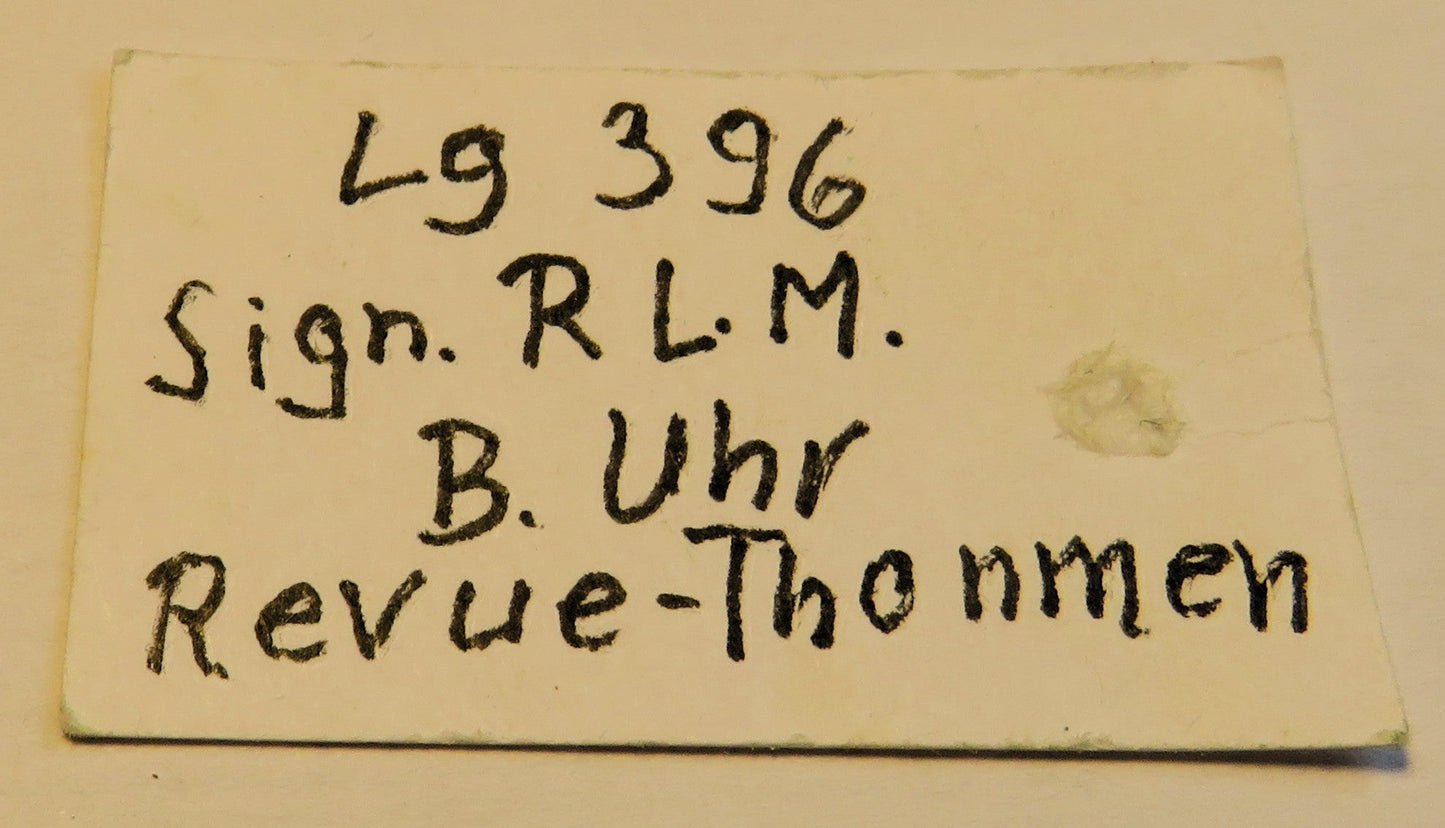 Lg 396
Sign. R L.M.
B. Uhr
Revue-Thonmen